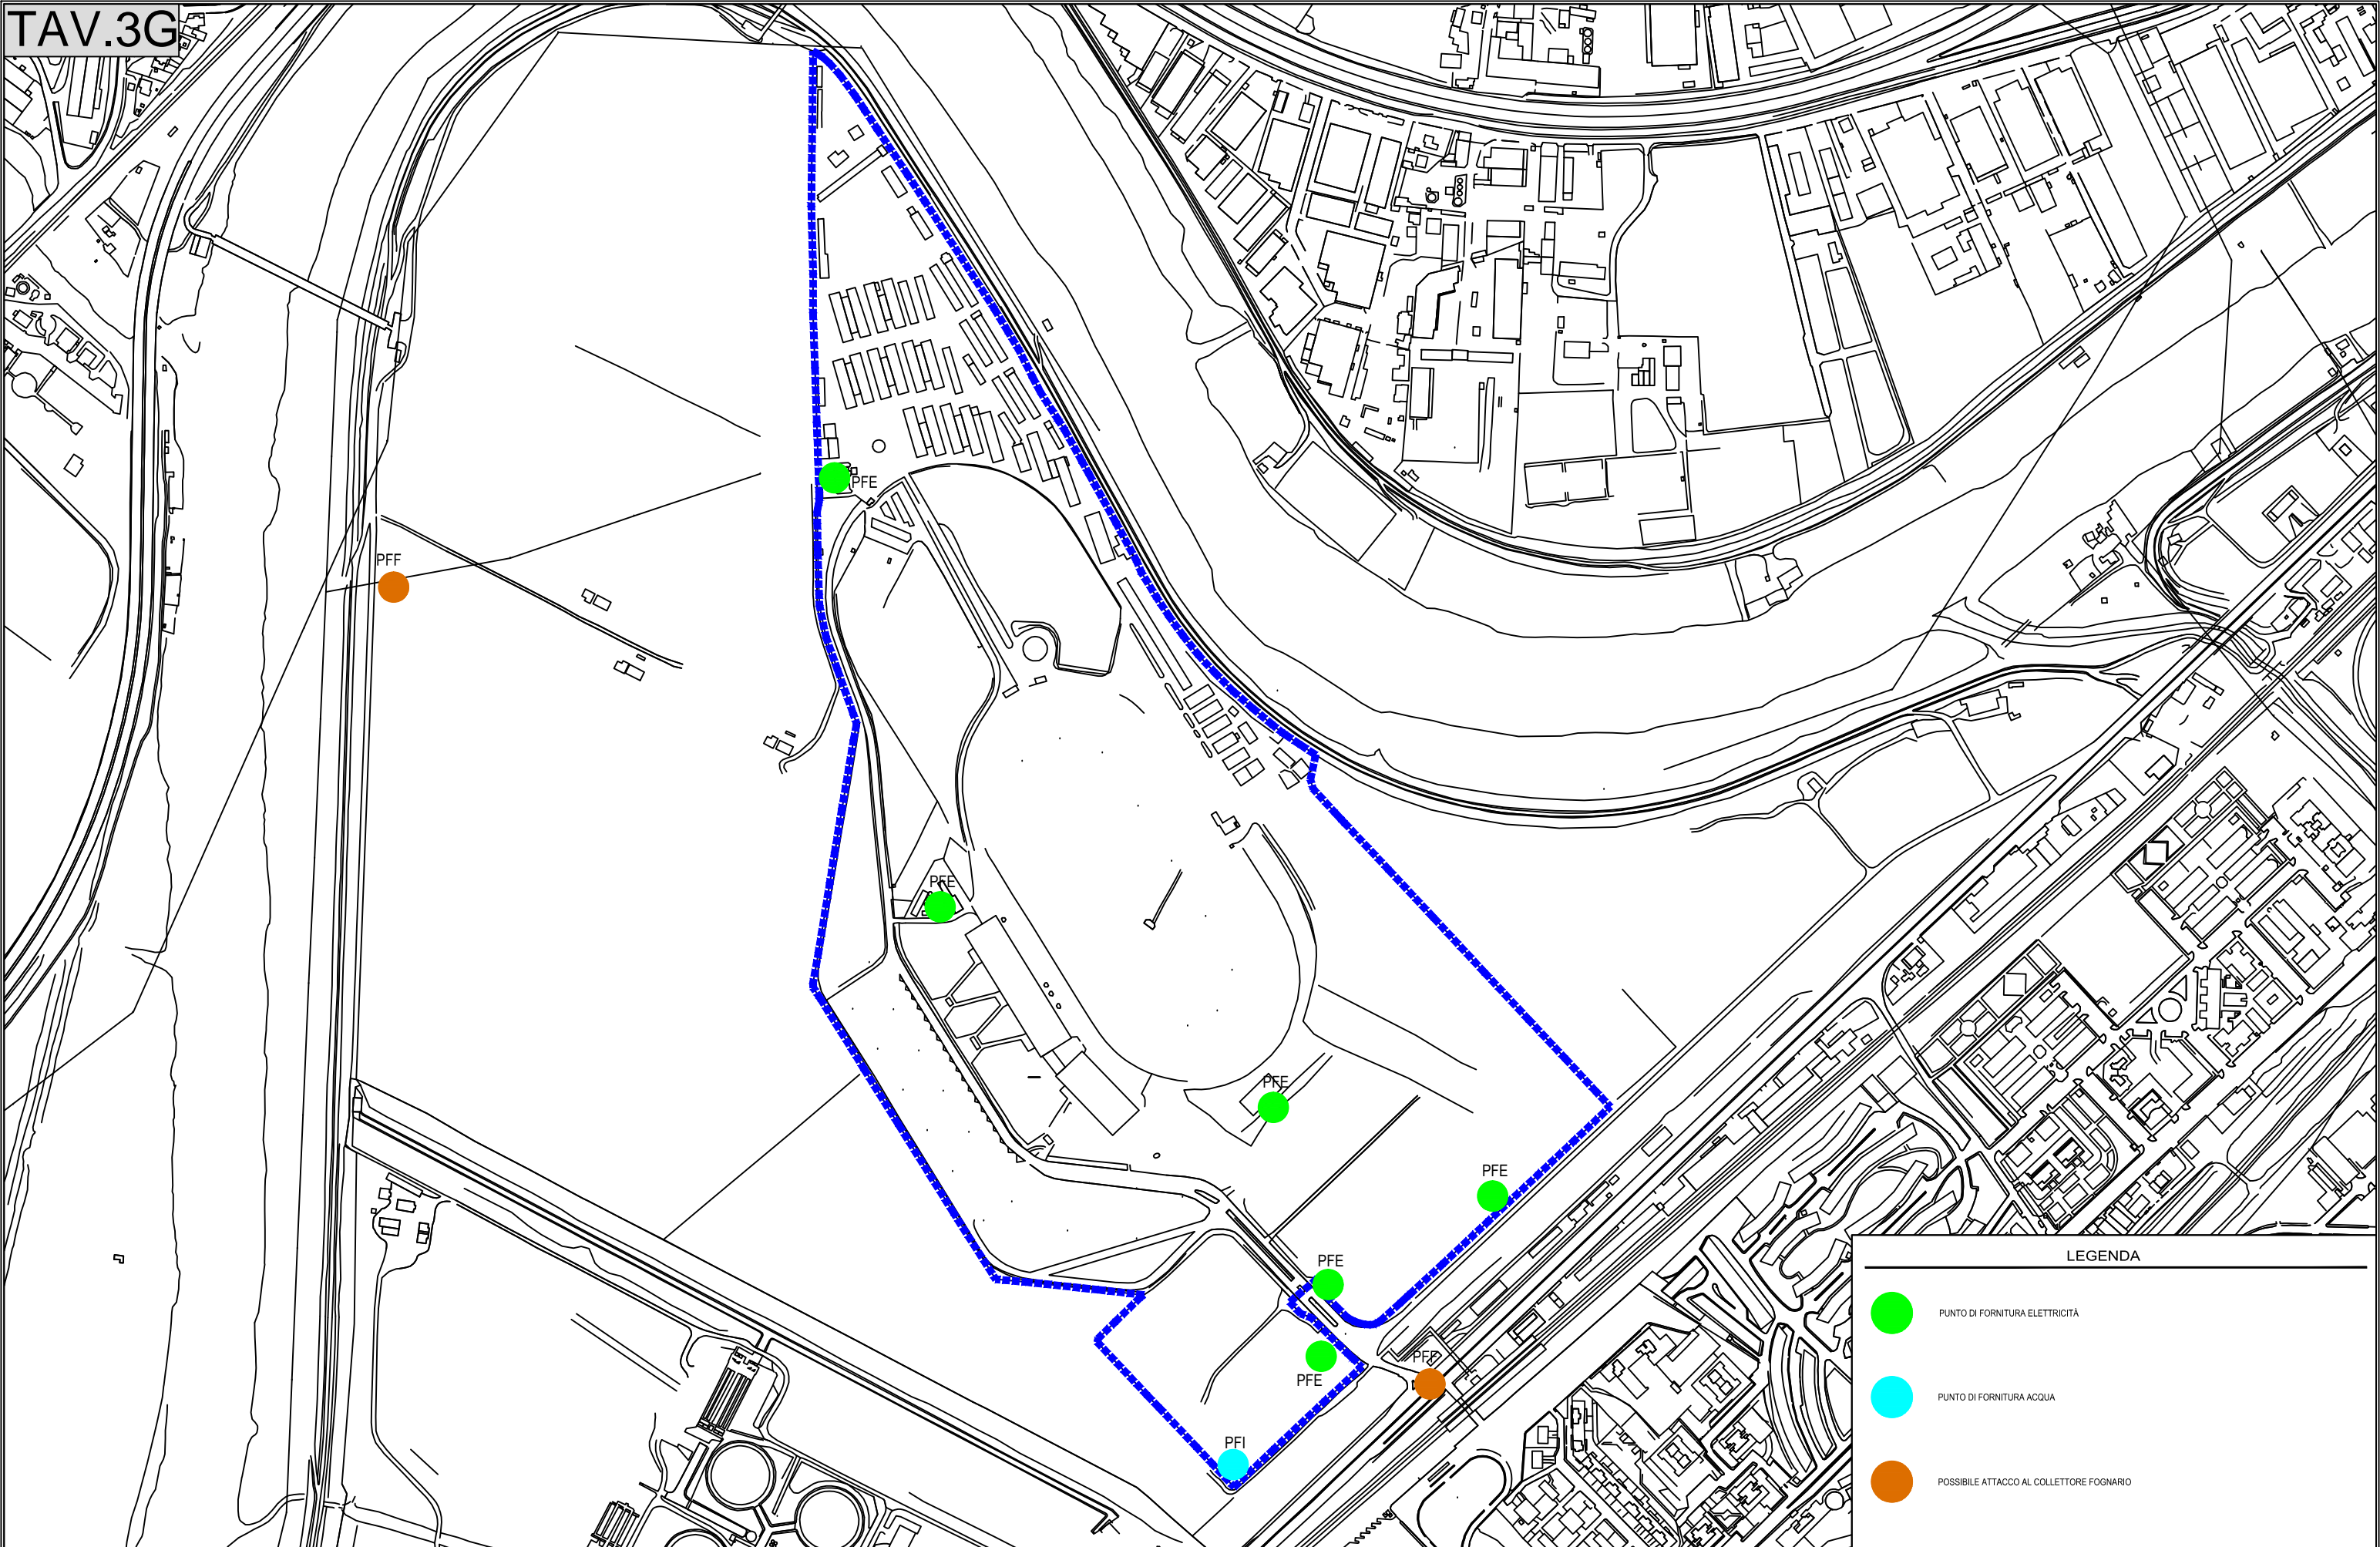 TAV.3G
PFE
PFF
PFE
PFE
PFE
PFE
PFF
PFE
PFI
LEGENDA
PUNTO DI FORNITURA ELETTRICITÀ
PUNTO DI FORNITURA ACQUA
POSSIBILE ATTACCO AL COLLETTORE FOGNARIO